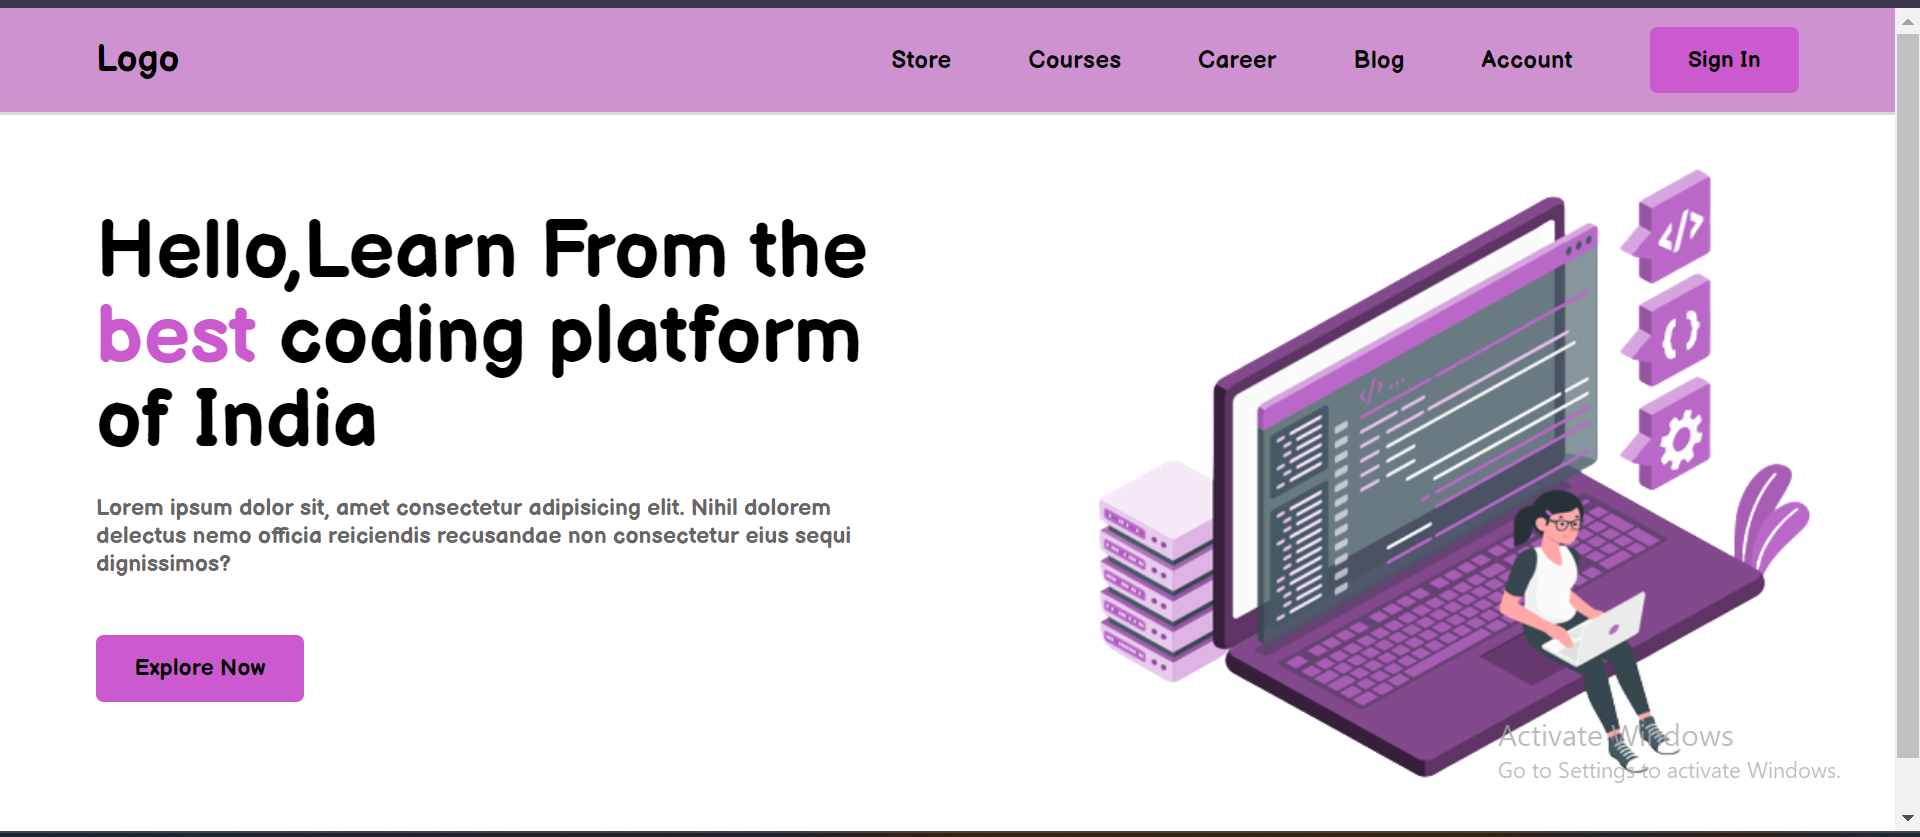 Logo
Store Courses Career Blog Account Sign In
Hello,Learn From the
best coding platform
of India
Lorem ipsum dolor sit, amet consectetur adipisicing elit. Nihil dolorem
delectus nemo officia reiciendis recusandae non consectetur eius sequi
dignissimos?
Explore Now
</> ...
</>
{ }
Activate Windows
Go to Settings to activate Windows.